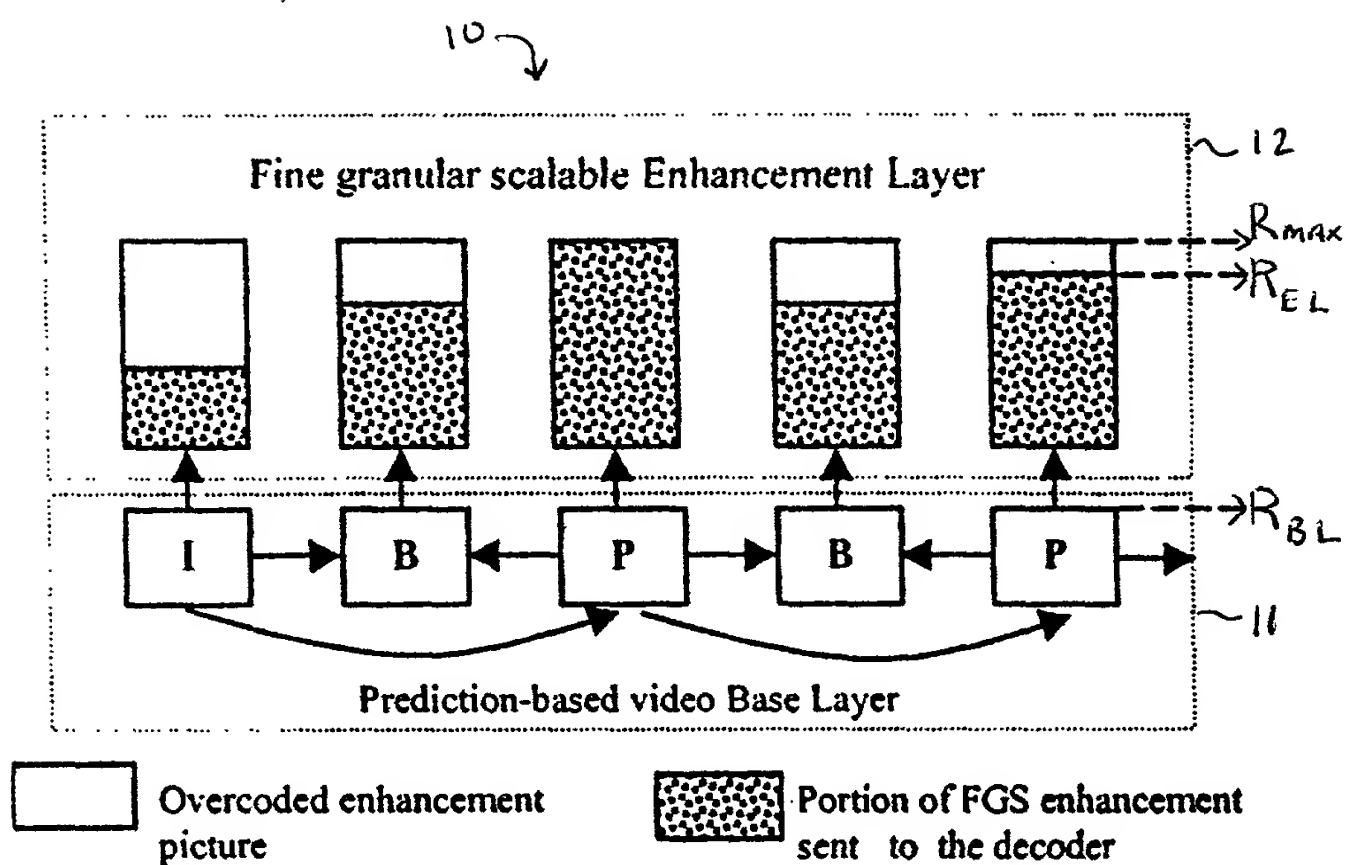 10
12
Fine granular scalable Enhancement Layer
RMAX
REL
RBL
I B P B P
11
Prediction-based video Base Layer
Overcoded enhancement
picture
Portion of FGS enhancement
sent to the decoder